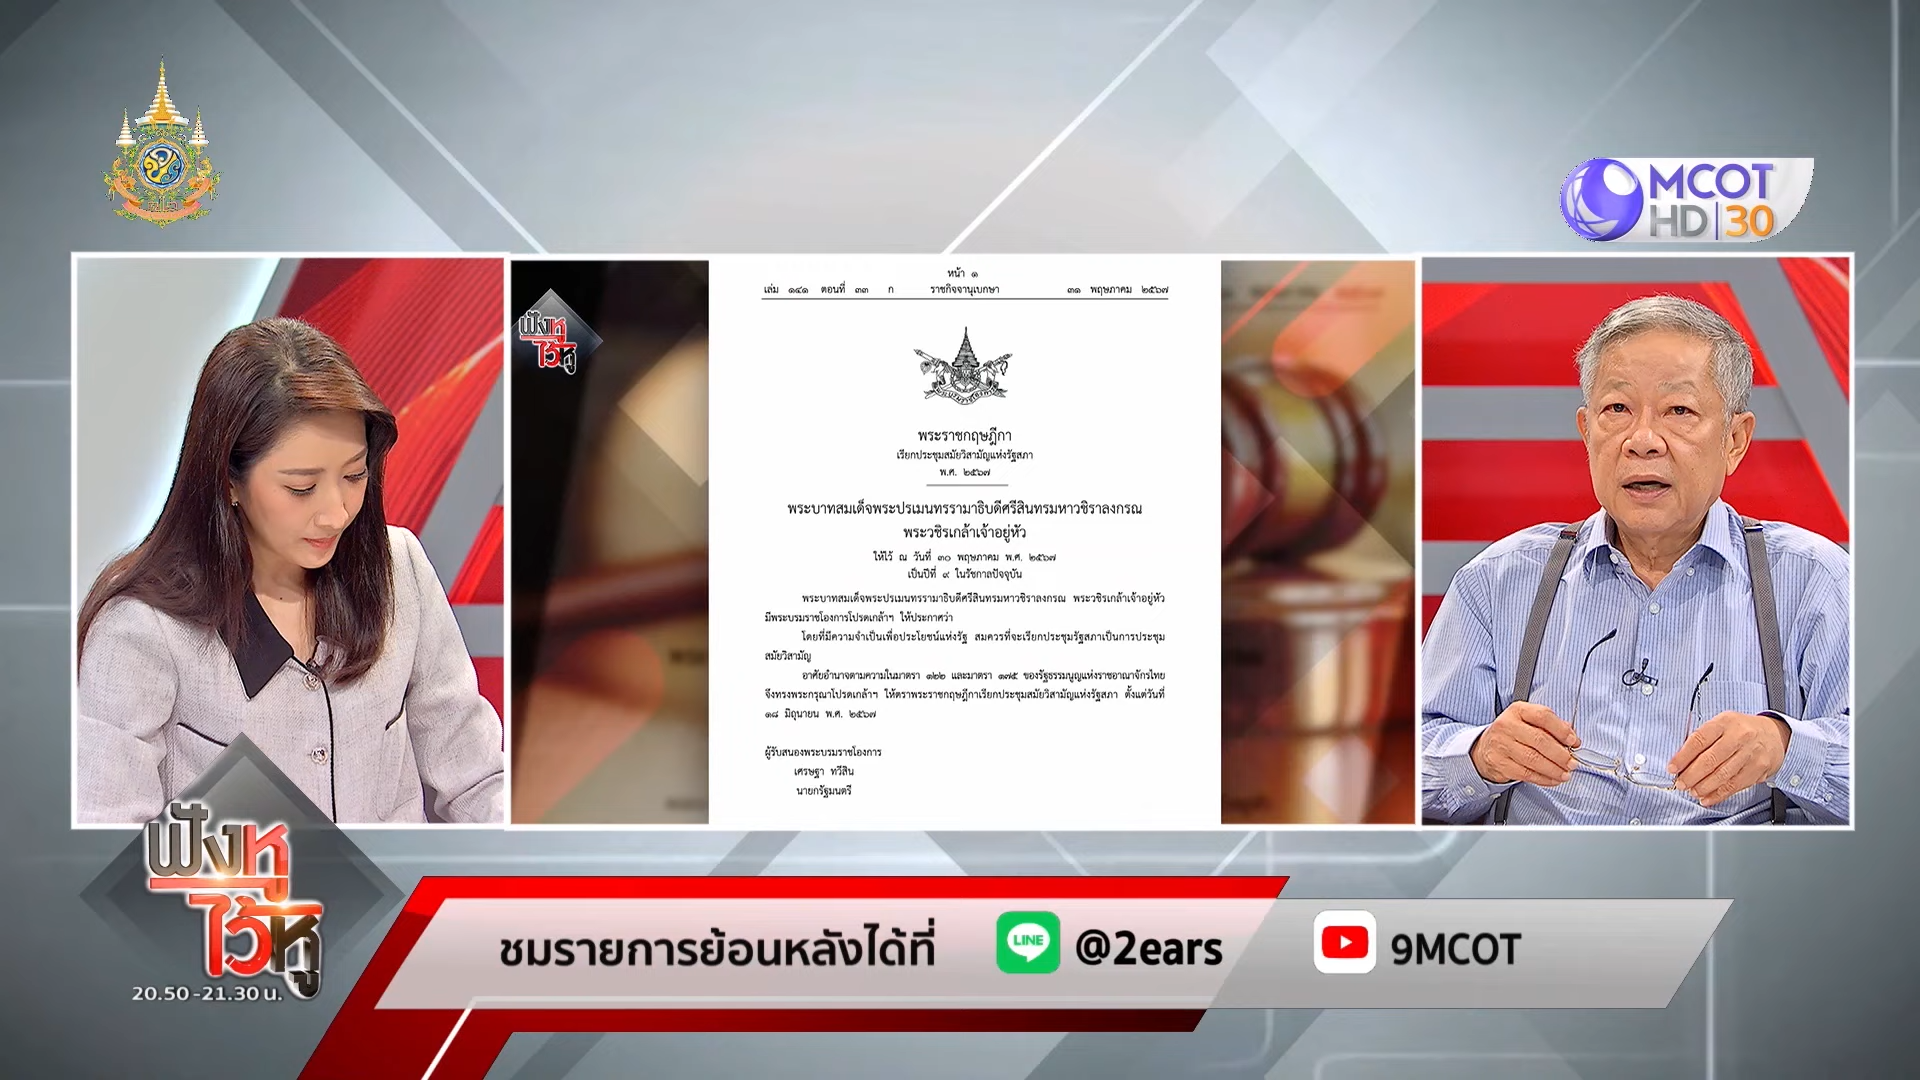 MCOT
HD 30
หน้า ๑
เล่ม ๑๔๑ ตอนที่ ๓๓ ก ราชกิจจานุเบกษา ๓๑ พฤษภาคม ๒๕๖๗
พระราชกฤษฎีกา
เรียกประชุมสมัยวิสามัญแห่งรัฐสภา
พ.ศ. ๒๕๖๗
พระบาทสมเด็จพระปรเมนทรรามาธิบดีศรีสินทรมหาวชิราลงกรณ
พระวชิรเกล้าเจ้าอยู่หัว
ให้ไว้ ณ วันที่ ๓๐ พฤษภาคม พ.ศ. ๒๕๖๗
เป็นปีที่ ๙ ในรัชกาลปัจจุบัน
พระบาทสมเด็จพระปรเมนทรรามาธิบดีศรีสินทรมหาวชิราลงกรณ พระวชิรเกล้าเจ้าอยู่หัว
มีพระบรมราชโองการโปรดเกล้าฯ ให้ประกาศว่า
โดยที่มีความจำเป็นเพื่อประโยชน์แห่งรัฐ สมควรที่จะเรียกประชุมรัฐสภาเป็นการประชุม
สมัยวิสามัญ
อาศัยอำนาจตามความในมาตรา ๑๒๒ และมาตรา ๑๗๕ ของรัฐธรรมนูญแห่งราชอาณาจักรไทย
จึงทรงพระกรุณาโปรดเกล้าฯ ให้ตราพระราชกฤษฎีกาเรียกประชุมสมัยวิสามัญแห่งรัฐสภา ตั้งแต่วันที่
๑๘ มิถุนายน พ.ศ. ๒๕๖๗
ผู้รับสนองพระบรมราชโองการ
เศรษฐา ทวีสิน
นายกรัฐมนตรี
ฟังหู
ไว้หู
ฟังหู
ไว้หู
20.50 -21.30 น.
ชมรายการย้อนหลังได้ที่ LINE @2ears 9MCOT